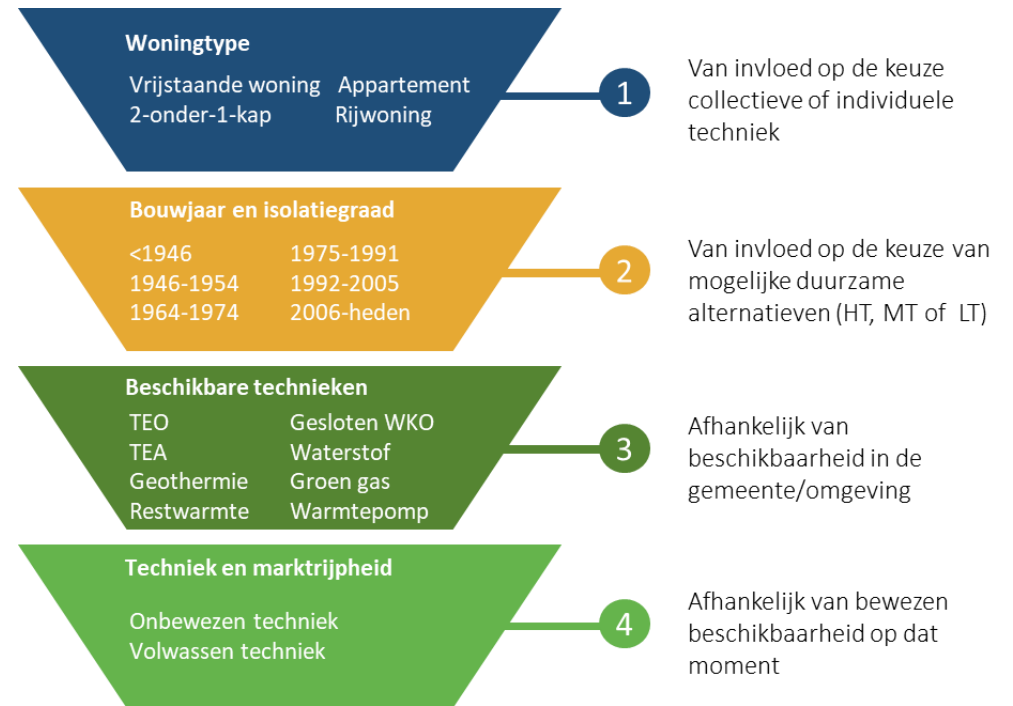 Woningtype
Vrijstaande woning Appartement
2-onder-1-kap Rijwoning
1
Van invloed op de keuze
collectieve of individuele
techniek
Bouwjaar en isolatiegraad
<1946 1975-1991
1946-1954 1992-2005
1964-1974 2006-heden
2
Van invloed op de keuze van
mogelijke duurzame
alternatieven (HT, MT of LT)
Beschikbare technieken
TEO Gesloten WKO
TEA Waterstof
Geothermie Groen gas
Restwarmte Warmtepomp
3
Afhankelijk van
beschikbaarheid in de
gemeente/omgeving
Techniek en marktrijpheid
Onbewezen techniek
Volwassen techniek
4
Afhankelijk van bewezen
beschikbaarheid op dat
moment